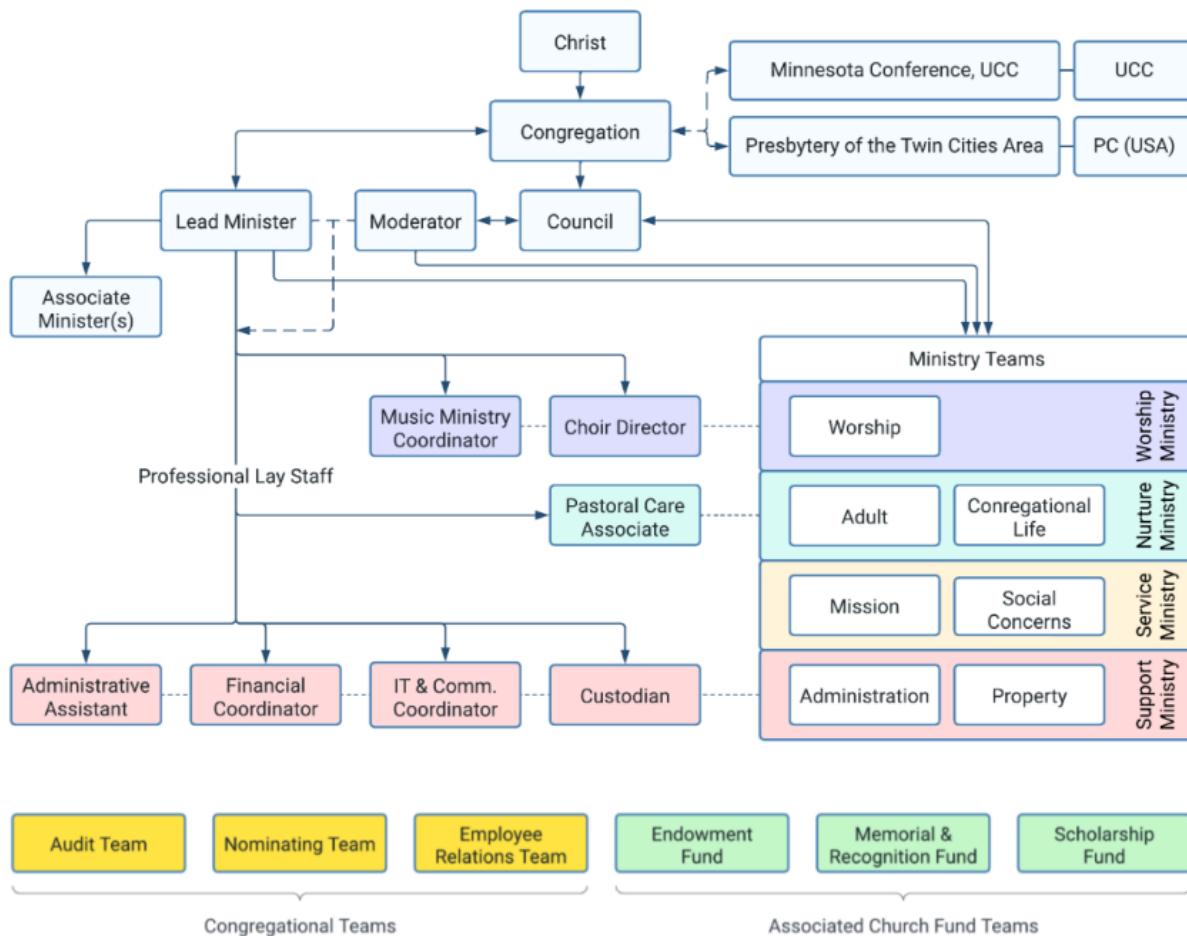 Christ
Minnesota Conference, UCC
UCC
Congregation
Presbytery of the Twin Cities Area
PC (USA)
Lead Minister
Moderator
Council
Associate
Minister(s)
Ministry Teams
Music Ministry
Coordinator
Choir Director
Worship
Worship
Ministry
Professional Lay Staff
Pastoral Care
Associate
Adult
Conregational
Life
Nurture
Ministry
Mission
Social
Concerns
Service
Ministry
Administrative
Assistant
Financial
Coordinator
IT & Comm.
Coordinator
Custodian
Administration
Property
Support
Ministry
Audit Team
Nominating Team
Employee
Relations Team
Endowment
Fund
Memorial &
Recognition Fund
Scholarship
Fund
Congregational Teams
Associated Church Fund Teams